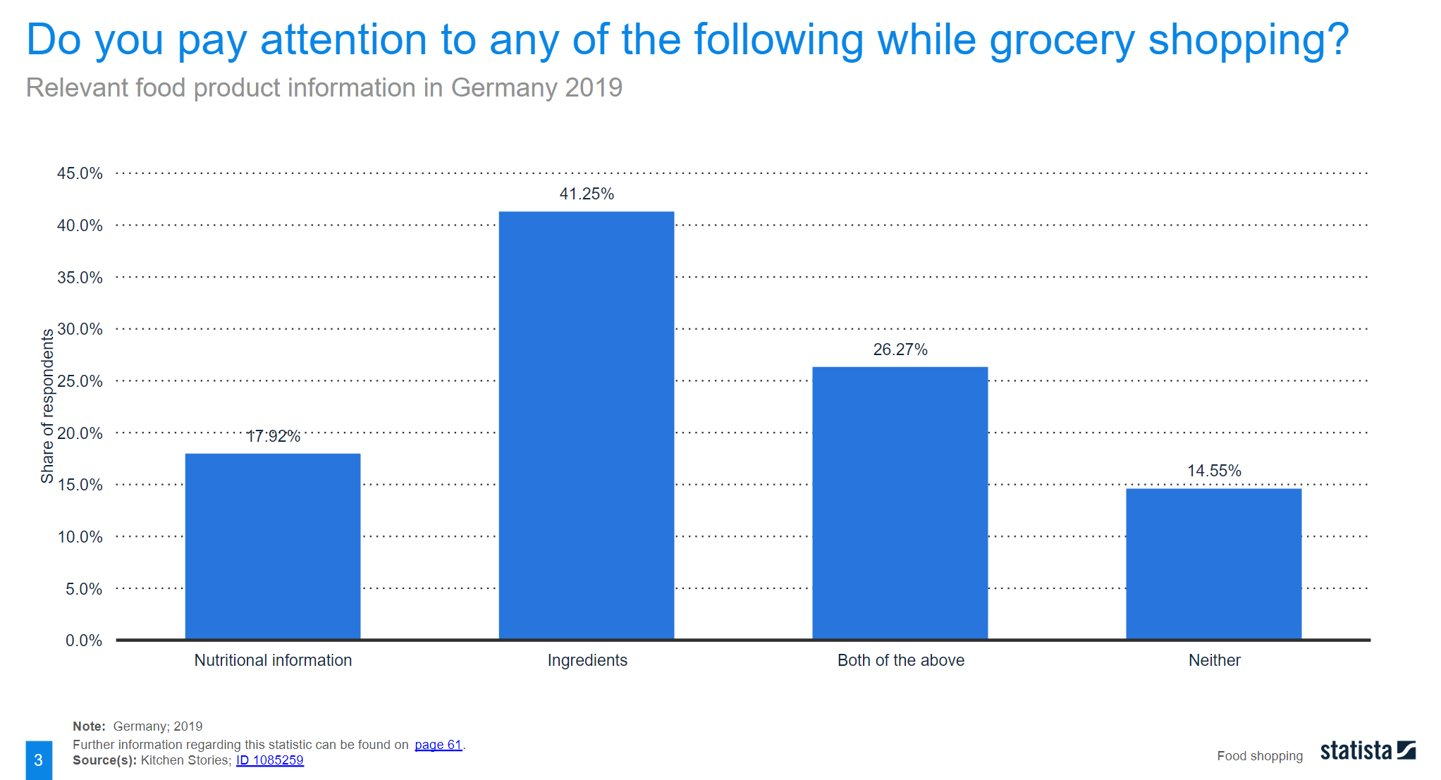 Do you pay attention to any of the following while grocery shopping?
Relevant food product information in Germany 2019
Share of respondents
45.0%
40.0%
35.0%
30.0%
25.0%
20.0%
15.0%
10.0%
5.0%
0.0%
17.92%
41.25%
26.27%
14.55%
Nutritional information
Ingredients
Both of the above
Neither
Note: Germany; 2019
Further information regarding this statistic can be found on page 61.
Source(s): Kitchen Stories; ID 1085259
3
Food shopping
statista